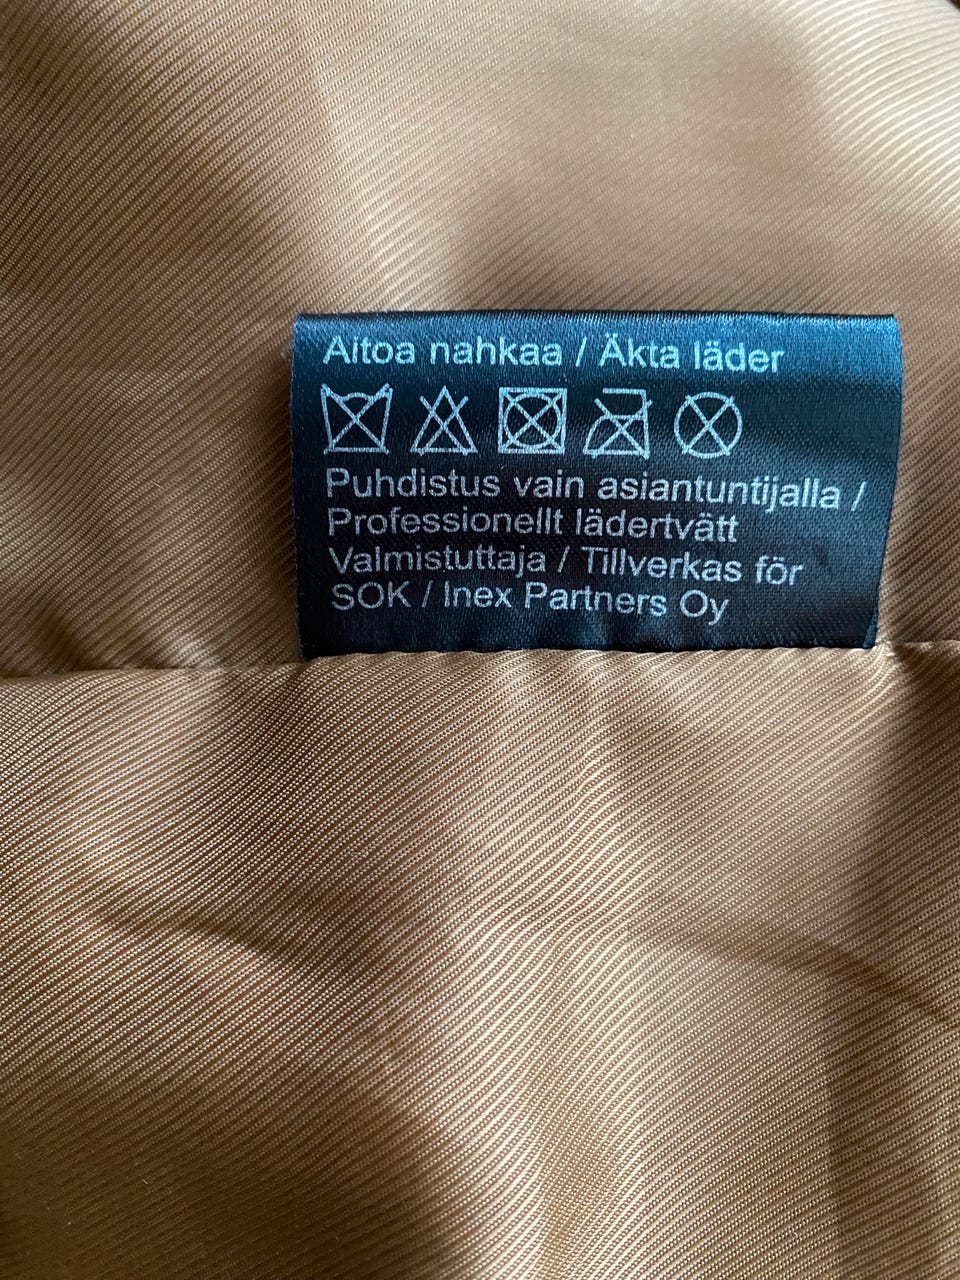 Aitoa nahkaa / Äkta läder
Puhdistus vain asiantuntijalla /
Professionellt lädertvätt
Valmistuttaja / Tillverkas för
SOK / Inex Partners Oy